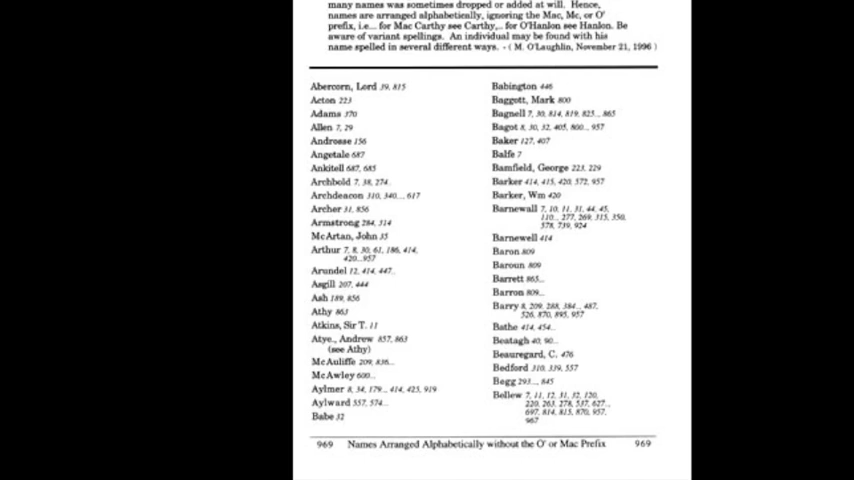 many names was sometimes dropped or added at will. Hence,
names are arranged alphabetically, ignoring the Mac, Mc, or O'
prefix, i.e... for Mac Carthy see Carthy,.. for O'Hanlon see Hanlon. Be
aware of variant spellings. An individual may be found with his
name spelled in several different ways. - ( M. O'Laughlin, November 21, 1996 )
Abercorn, Lord 39, 815
Acton 223
Adams 370
Allen 7, 29
Androsse 156
Angetale 687
Ankitell 687, 685
Archbold 7, 38, 274
Archdeacon 310, 340... 617
Archer 31, 856
Armstrong 284, 314
McArtan, John 35
Arthur 7, 8, 30, 61, 186, 414,
420...957
Arundel 12, 414, 447..
Asgill 207, 444
Ash 189, 856
Athy 863
Atkins, Sir T. 11
Atye., Andrew 857, 863
(see Athy)
McAuliffe 209, 836...
McAwley 600...
Aylmer 8, 34, 179... 414, 425, 919
Aylward 557, 574...
Babe 32
Babington 446
Baggott, Mark 800
Bagnell 7, 30, 814, 819, 825... 865
Bagot 8, 30, 32, 405, 800... 957
Baker 127, 407
Balfe 7
Bamfield, George 223, 229
Barker 414, 415, 420, 572, 957
Barker, Wm 420
Barnewall 7, 10, 11, 31, 44, 45,
110... 277, 269, 315, 350,
578, 739, 924
Barnewell 414
Baron 809
Baroun 809
Barrett 865...
Barron 809...
Barry 8, 209, 288, 384... 487,
526, 870, 895, 957
Bathe 414, 454...
Beatagh 40, 90...
Beauregard, C. 476
Bedford 310, 339, 557
Begg 293... 845
Bellew 7, 11, 12, 31, 32, 120,
220, 263, 278, 537, 627...
697, 814, 815, 870, 957,
967
969 Names Arranged Alphabetically without the O' or Mac Prefix 969